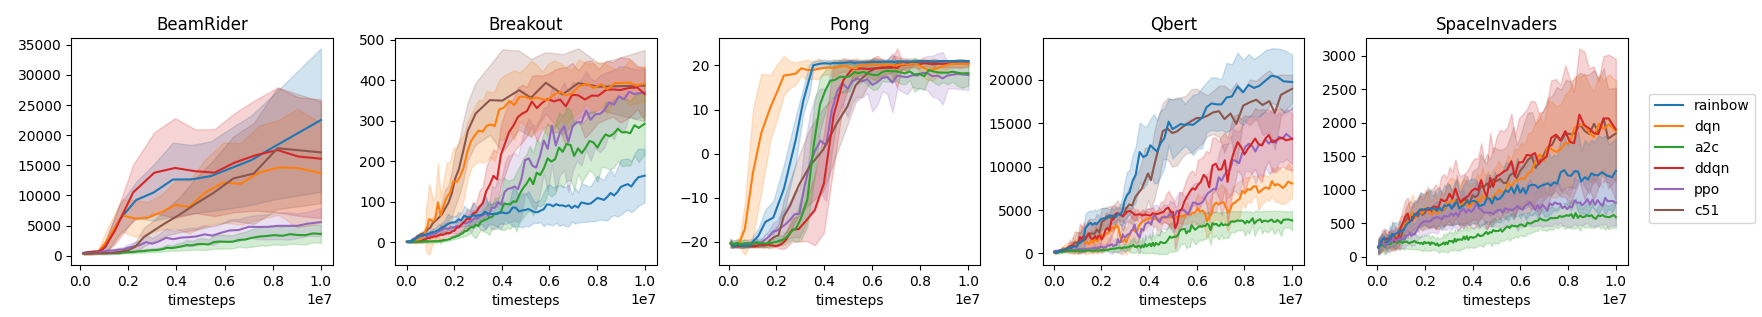 BeamRider
35000
30000
25000
20000
15000
10000
5000
0
0.0 0.2 0.4 0.6 0.8 1.0
timesteps 1e7
Breakout
500
400
300
200
100
0
0.0 0.2 0.4 0.6 0.8 1.0
timesteps 1e7
Pong
20
10
0
−10
−20
0.0 0.2 0.4 0.6 0.8 1.0
timesteps 1e7
Qbert
20000
15000
10000
5000
0
0.0 0.2 0.4 0.6 0.8 1.0
timesteps 1e7
SpaceInvaders
3000
2500
2000
1500
1000
500
0
0.0 0.2 0.4 0.6 0.8 1.0
timesteps 1e7
rainbow
dqn
a2c
ddqn
ppo
c51